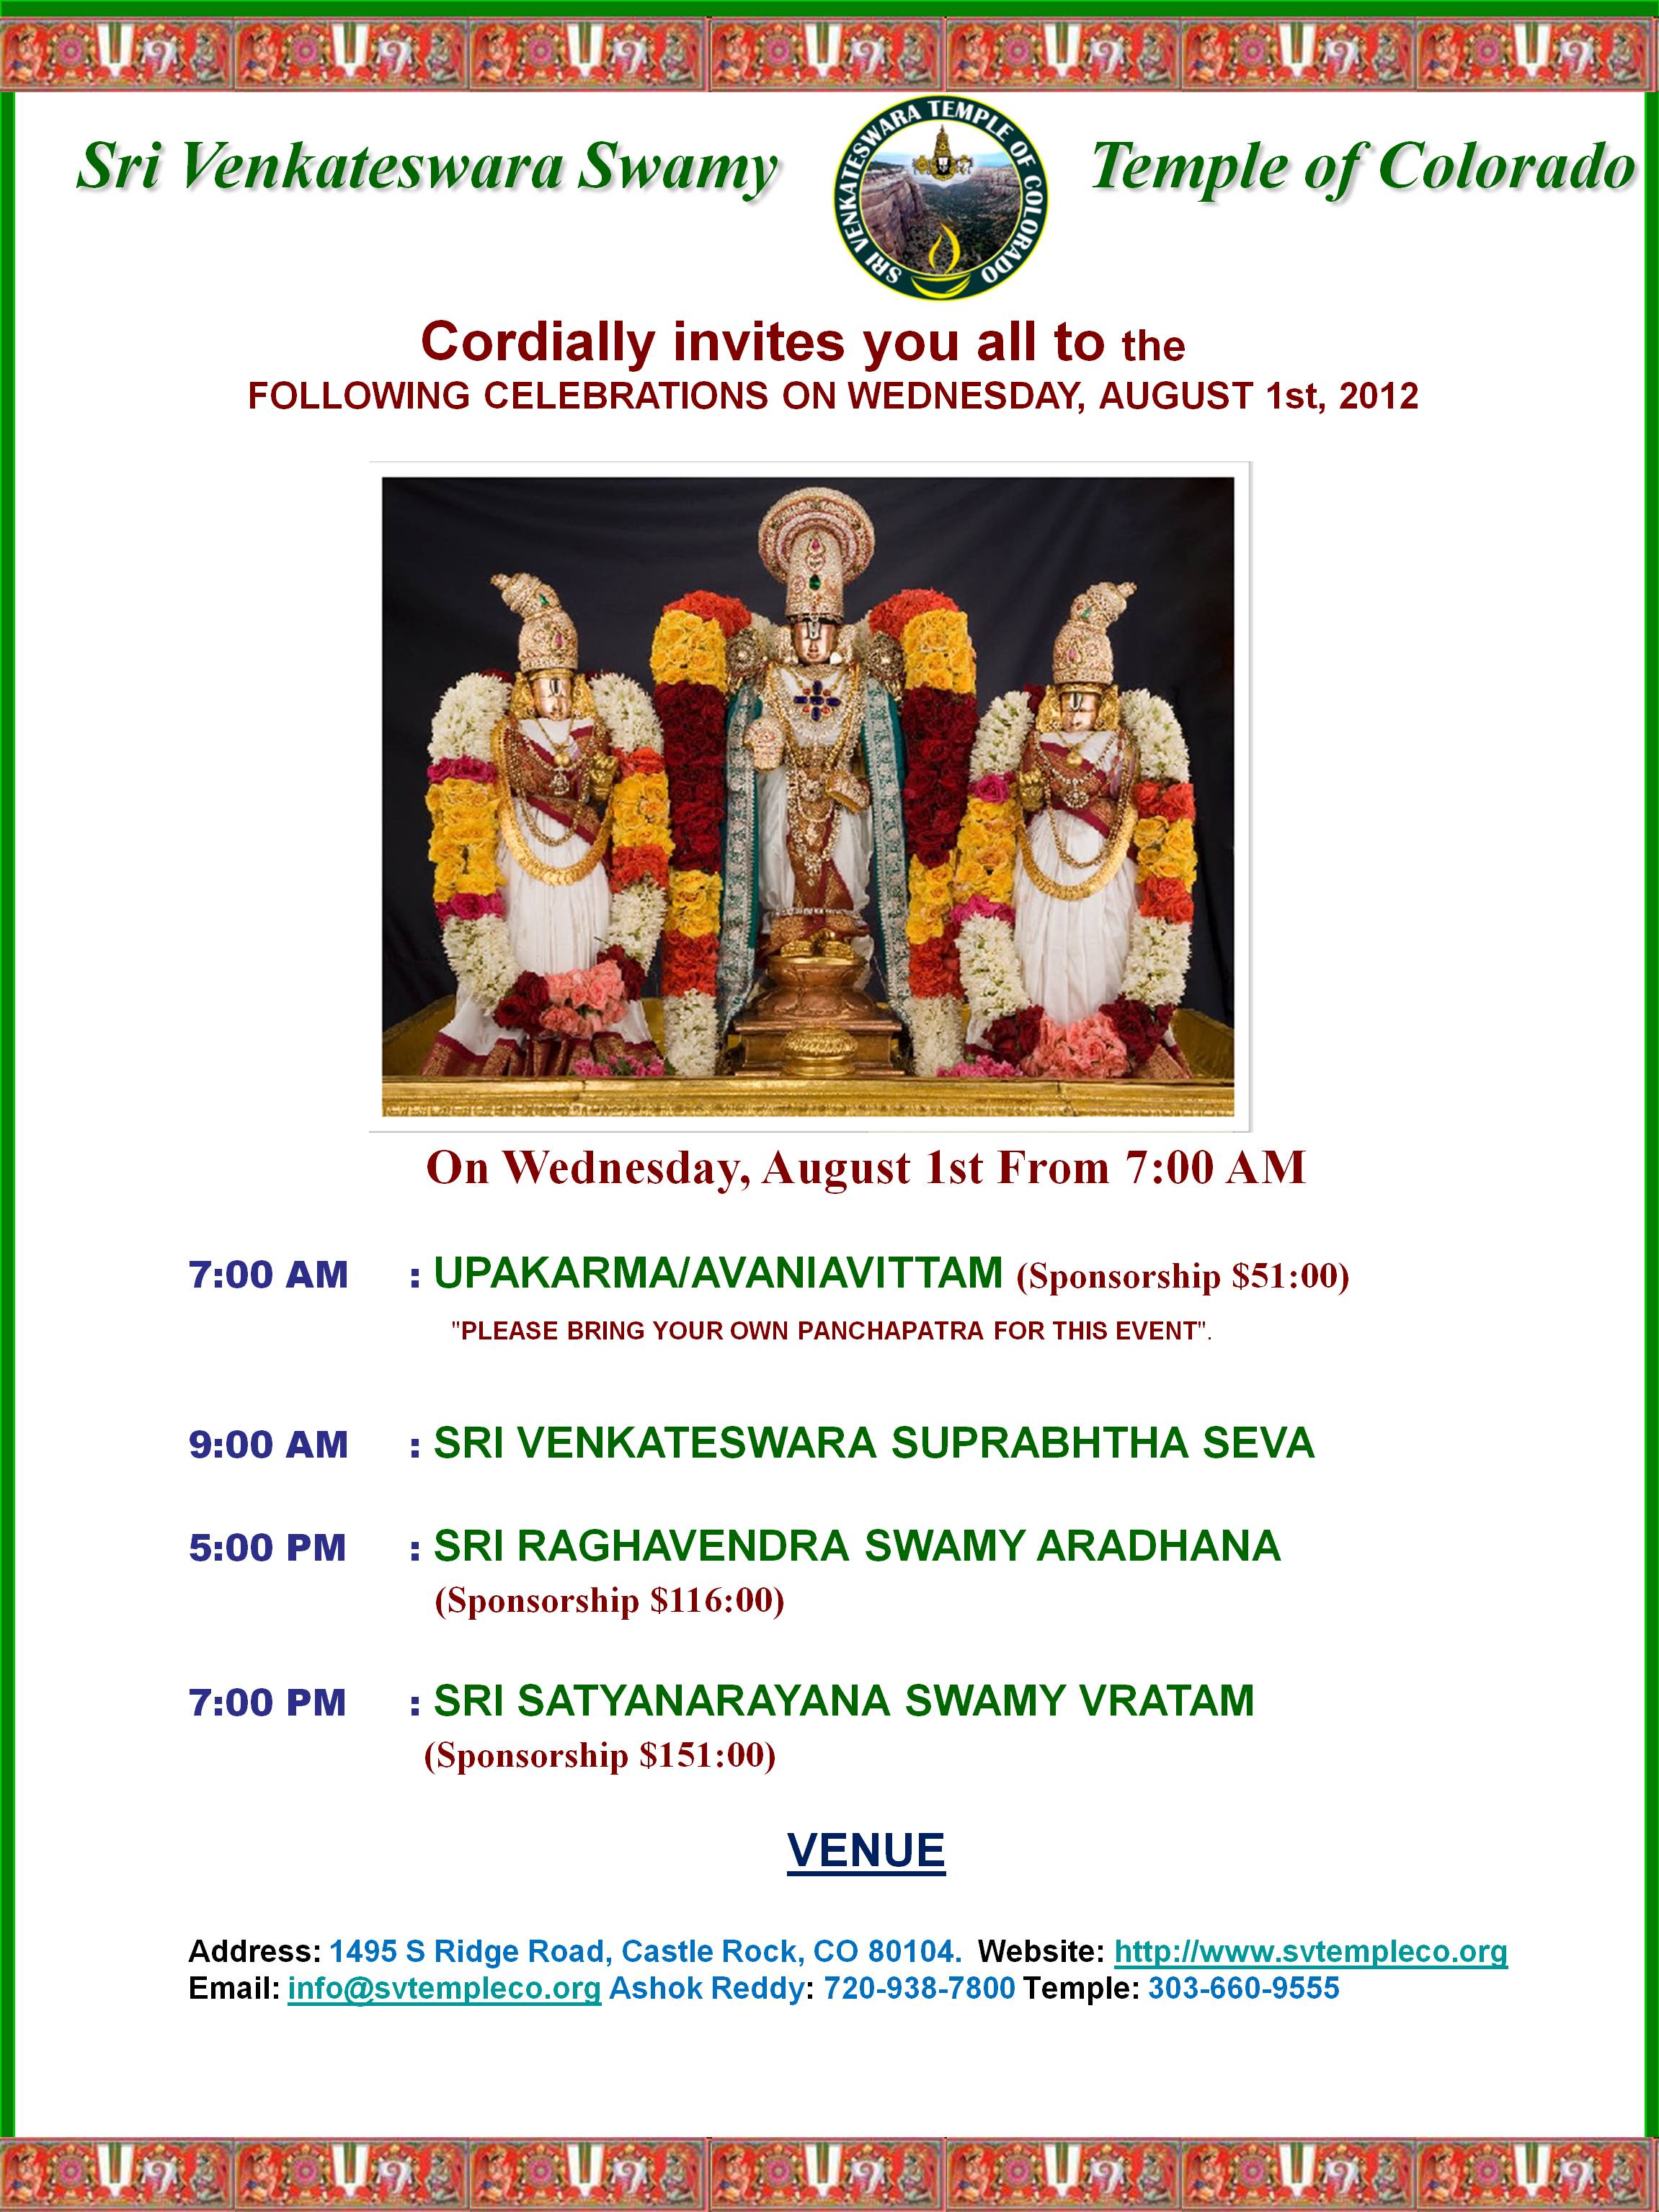 Sri Venkateswara Swamy Temple of Colorado
SRI VENKATESWARA TEMPLE OF COLORADO
Cordially invites you all to the
FOLLOWING CELEBRATIONS ON WEDNESDAY, AUGUST 1st, 2012
On Wednesday, August 1st From 7:00 AM
7:00 AM : UPAKARMA/AVANIAVITTAM (Sponsorship $51:00)
"PLEASE BRING YOUR OWN PANCHAPATRA FOR THIS EVENT".
9:00 AM : SRI VENKATESWARA SUPRABHTHA SEVA
5:00 PM : SRI RAGHAVENDRA SWAMY ARADHANA
(Sponsorship $116:00)
7:00 PM : SRI SATYANARAYANA SWAMY VRATAM
(Sponsorship $151:00)
VENUE
Address: 1495 S Ridge Road, Castle Rock, CO 80104. Website: http://www.svtempleco.org
Email: info@svtempleco.org Ashok Reddy: 720-938-7800 Temple: 303-660-9555